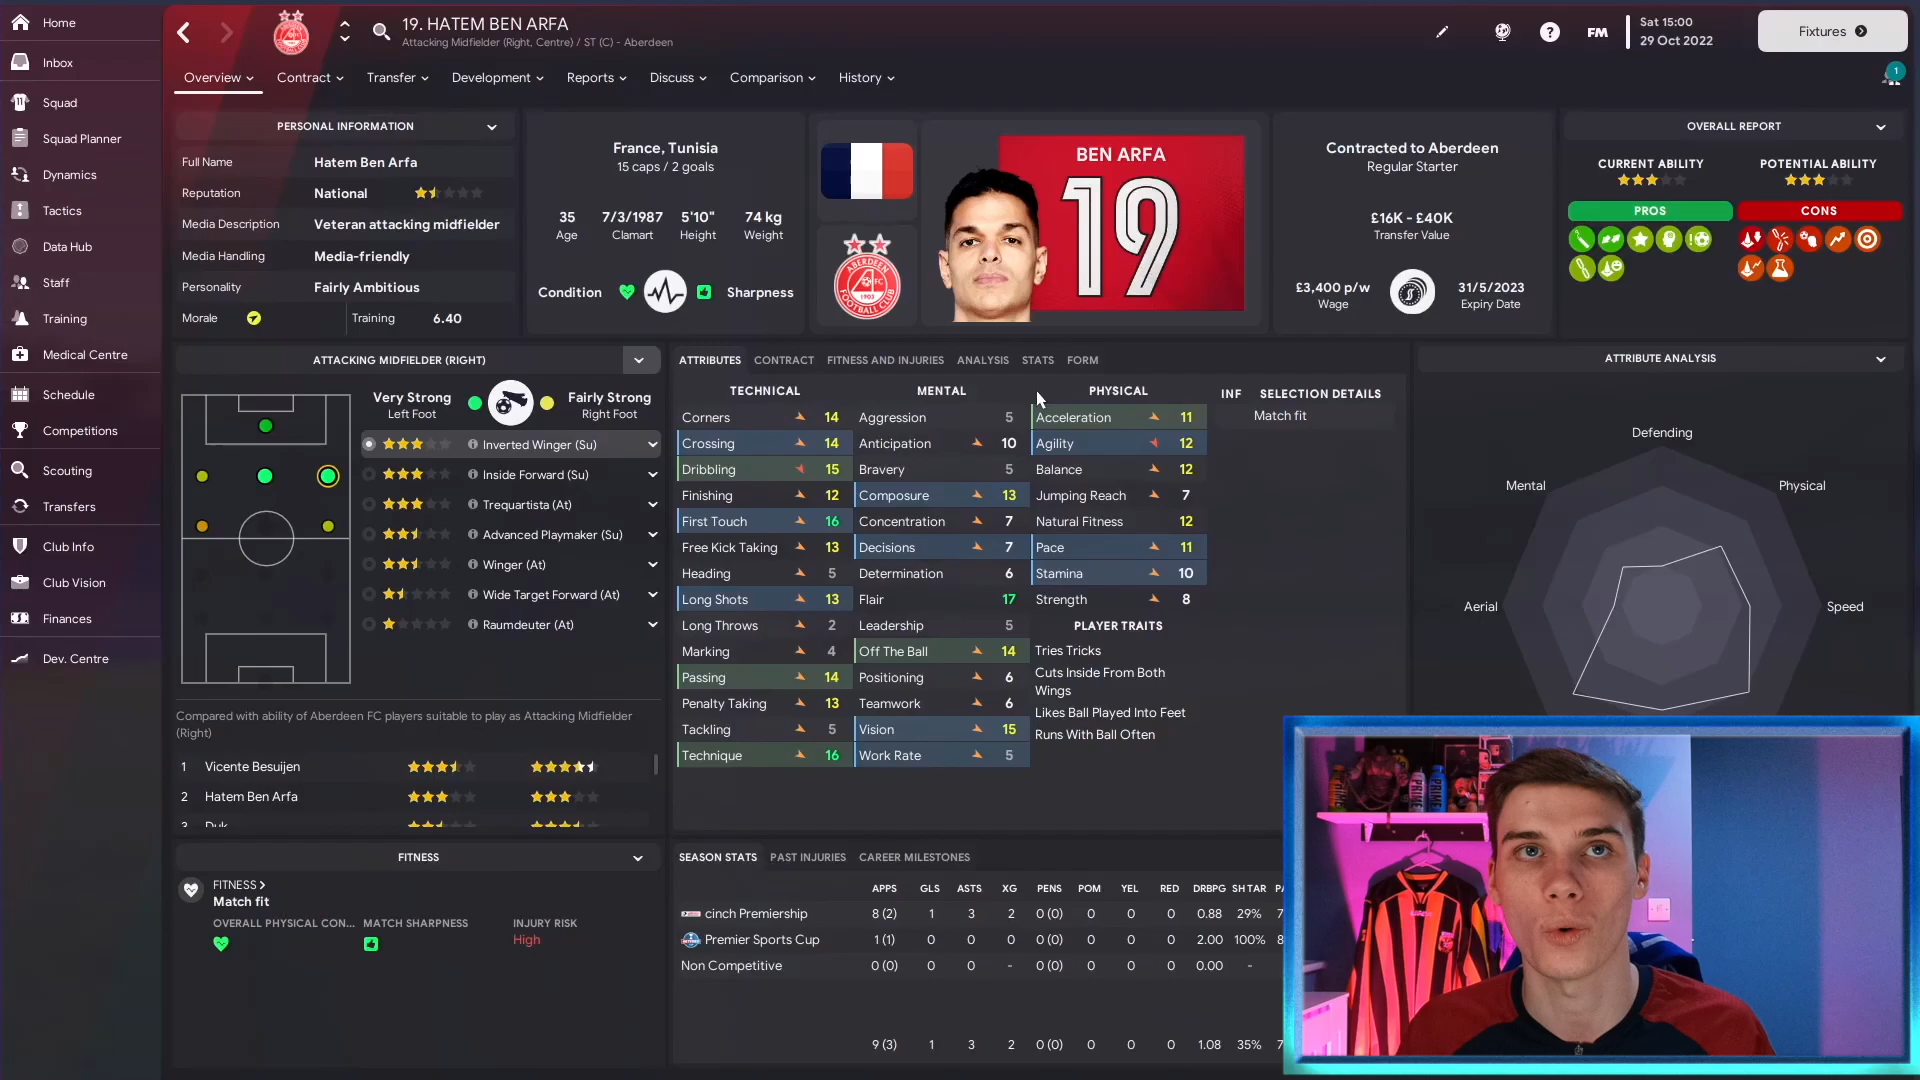 Home
Inbox
Squad
Squad Planner
Dynamics
Tactics
Data Hub
Staff
Training
Medical Centre
Schedule
Competitions
Scouting
Transfers
Club Info
Club Vision
Finances
Dev. Centre
19. HATEM BEN ARFA
Attacking Midfielder (Right, Centre) / ST (C) - Aberdeen
FM
Sat 15:00
29 Oct 2022
Fixtures
1
Overview Contract Transfer Development Reports Discuss Comparison History
PERSONAL INFORMATION
Full Name Hatem Ben Arfa
Reputation National
Media Description Veteran attacking midfielder
Media Handling Media-friendly
Personality Fairly Ambitious
Morale Training 6.40
France, Tunisia
15 caps / 2 goals
35 7/3/1987 5'10" 74 kg
Age Clamart Height Weight
Condition Sharpness
ABERDEEN
FOOTBALL CLUB
1903
BEN ARFA
19
Contracted to Aberdeen
Regular Starter
£16K - £40K
Transfer Value
£3,400 p/w 31/5/2023
Wage Expiry Date
OVERALL REPORT
CURRENT ABILITY POTENTIAL ABILITY
PROS CONS
ATTACKING MIDFIELDER (RIGHT)
Very Strong Fairly Strong
Left Foot Right Foot
Inverted Winger (Su)
Inside Forward (Su)
Trequartista (At)
Advanced Playmaker (Su)
Winger (At)
Wide Target Forward (At)
Raumdeuter (At)
Compared with ability of Aberdeen FC players suitable to play as Attacking Midfielder
(Right)
1 Vicente Besuijen
2 Hatem Ben Arfa
3 Duk
FITNESS
FITNESS
Match fit
OVERALL PHYSICAL CON... MATCH SHARPNESS INJURY RISK
High
ATTRIBUTES CONTRACT FITNESS AND INJURIES ANALYSIS STATS FORM
TECHNICAL MENTAL PHYSICAL INF SELECTION DETAILS
Corners 14 Aggression 5 Acceleration 11 Match fit
Crossing 14 Anticipation 10 Agility 12
Dribbling 15 Bravery 5 Balance 12
Finishing 12 Composure 13 Jumping Reach 7
First Touch 16 Concentration 7 Natural Fitness 12
Free Kick Taking 13 Decisions 7 Pace 11
Heading 5 Determination 6 Stamina 10
Long Shots 13 Flair 17 Strength 8
Long Throws 2 Leadership 5 PLAYER TRAITS
Marking 4 Off The Ball 14 Tries Tricks
Passing 14 Positioning 6 Cuts Inside From Both
Wings
Penalty Taking 13 Teamwork 6 Likes Ball Played Into Feet
Tackling 5 Vision 15 Runs With Ball Often
Technique 16 Work Rate 5
ATTRIBUTE ANALYSIS
Defending
Mental Physical
Aerial Speed
SEASON STATS PAST INJURIES CAREER MILESTONES
APPS GLS ASTS XG PENS POM YEL RED DRBPG SH TAR
cinch Premiership 8 (2) 1 3 2 0 (0) 0 0 0 0.88 29% 7
Premier Sports Cup 1 (1) 0 0 0 0 (0) 0 0 0 2.00 100% 8
Non Competitive 0 (0) 0 0 - 0 (0) 0 0 0 0.00 -
9 (3) 1 3 2 0 (0) 0 0 0 1.08 35% 7
PRIME